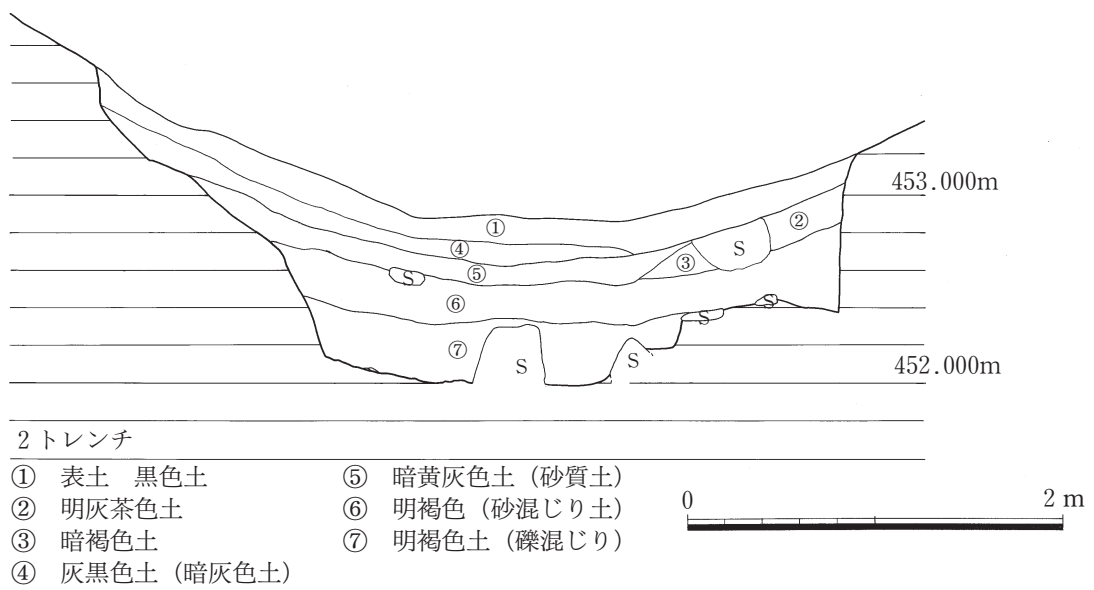 ①
②
453.000m
④
S
③
⑤
S
⑥
S
S
⑦
S
S
452.000m
2トレンチ
① 表土　黒色土
② 明灰茶色土
③ 暗褐色土
④ 灰黒色土（暗灰色土）
⑤ 暗黄灰色土（砂質土）
⑥ 明褐色（砂混じり土）
⑦ 明褐色土（礫混じり）
0 2 m